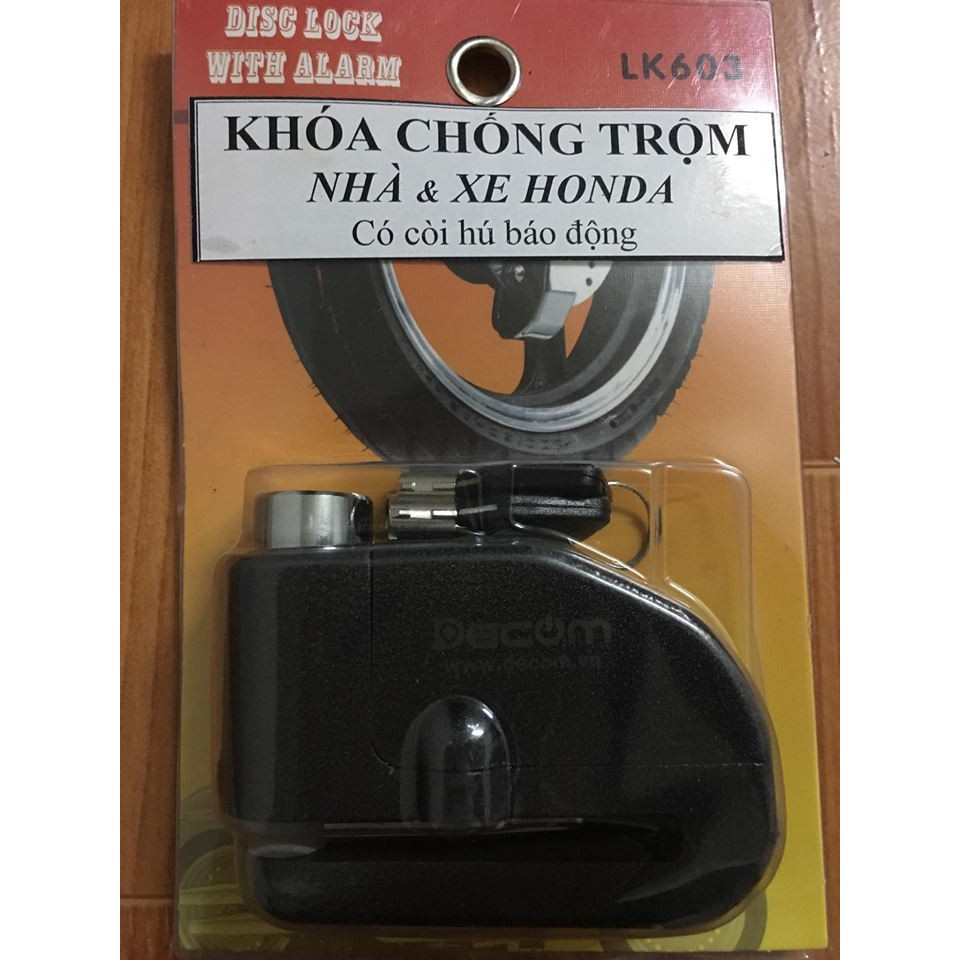 DISC LOCK
WITH ALARM
LK603
KHÓA CHỐNG TRỘM
NHÀ & XE HONDA
Có còi hú báo động
Decom
www.decom.vn